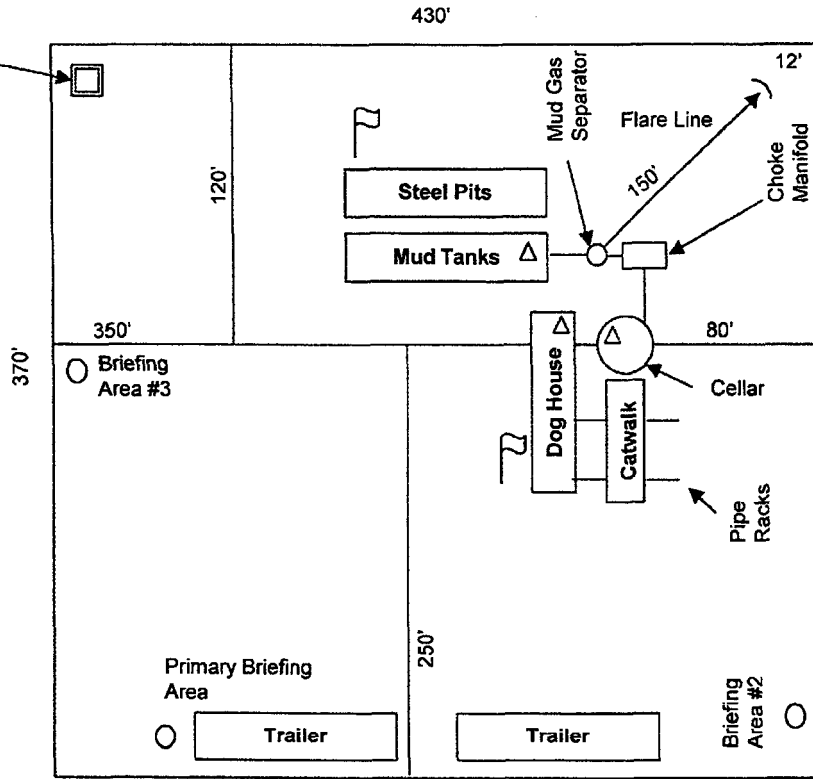 430'
12'
Mud Gas
Separator
Flare Line
150'
Choke
Manifold
120'
Steel Pits
Mud Tanks
350'
80'
370'
Briefing
Area #3
Dog House
Cellar
Catwalk
Pipe
Racks
250'
Primary Briefing
Area
Trailer
Trailer
Briefing
Area #2